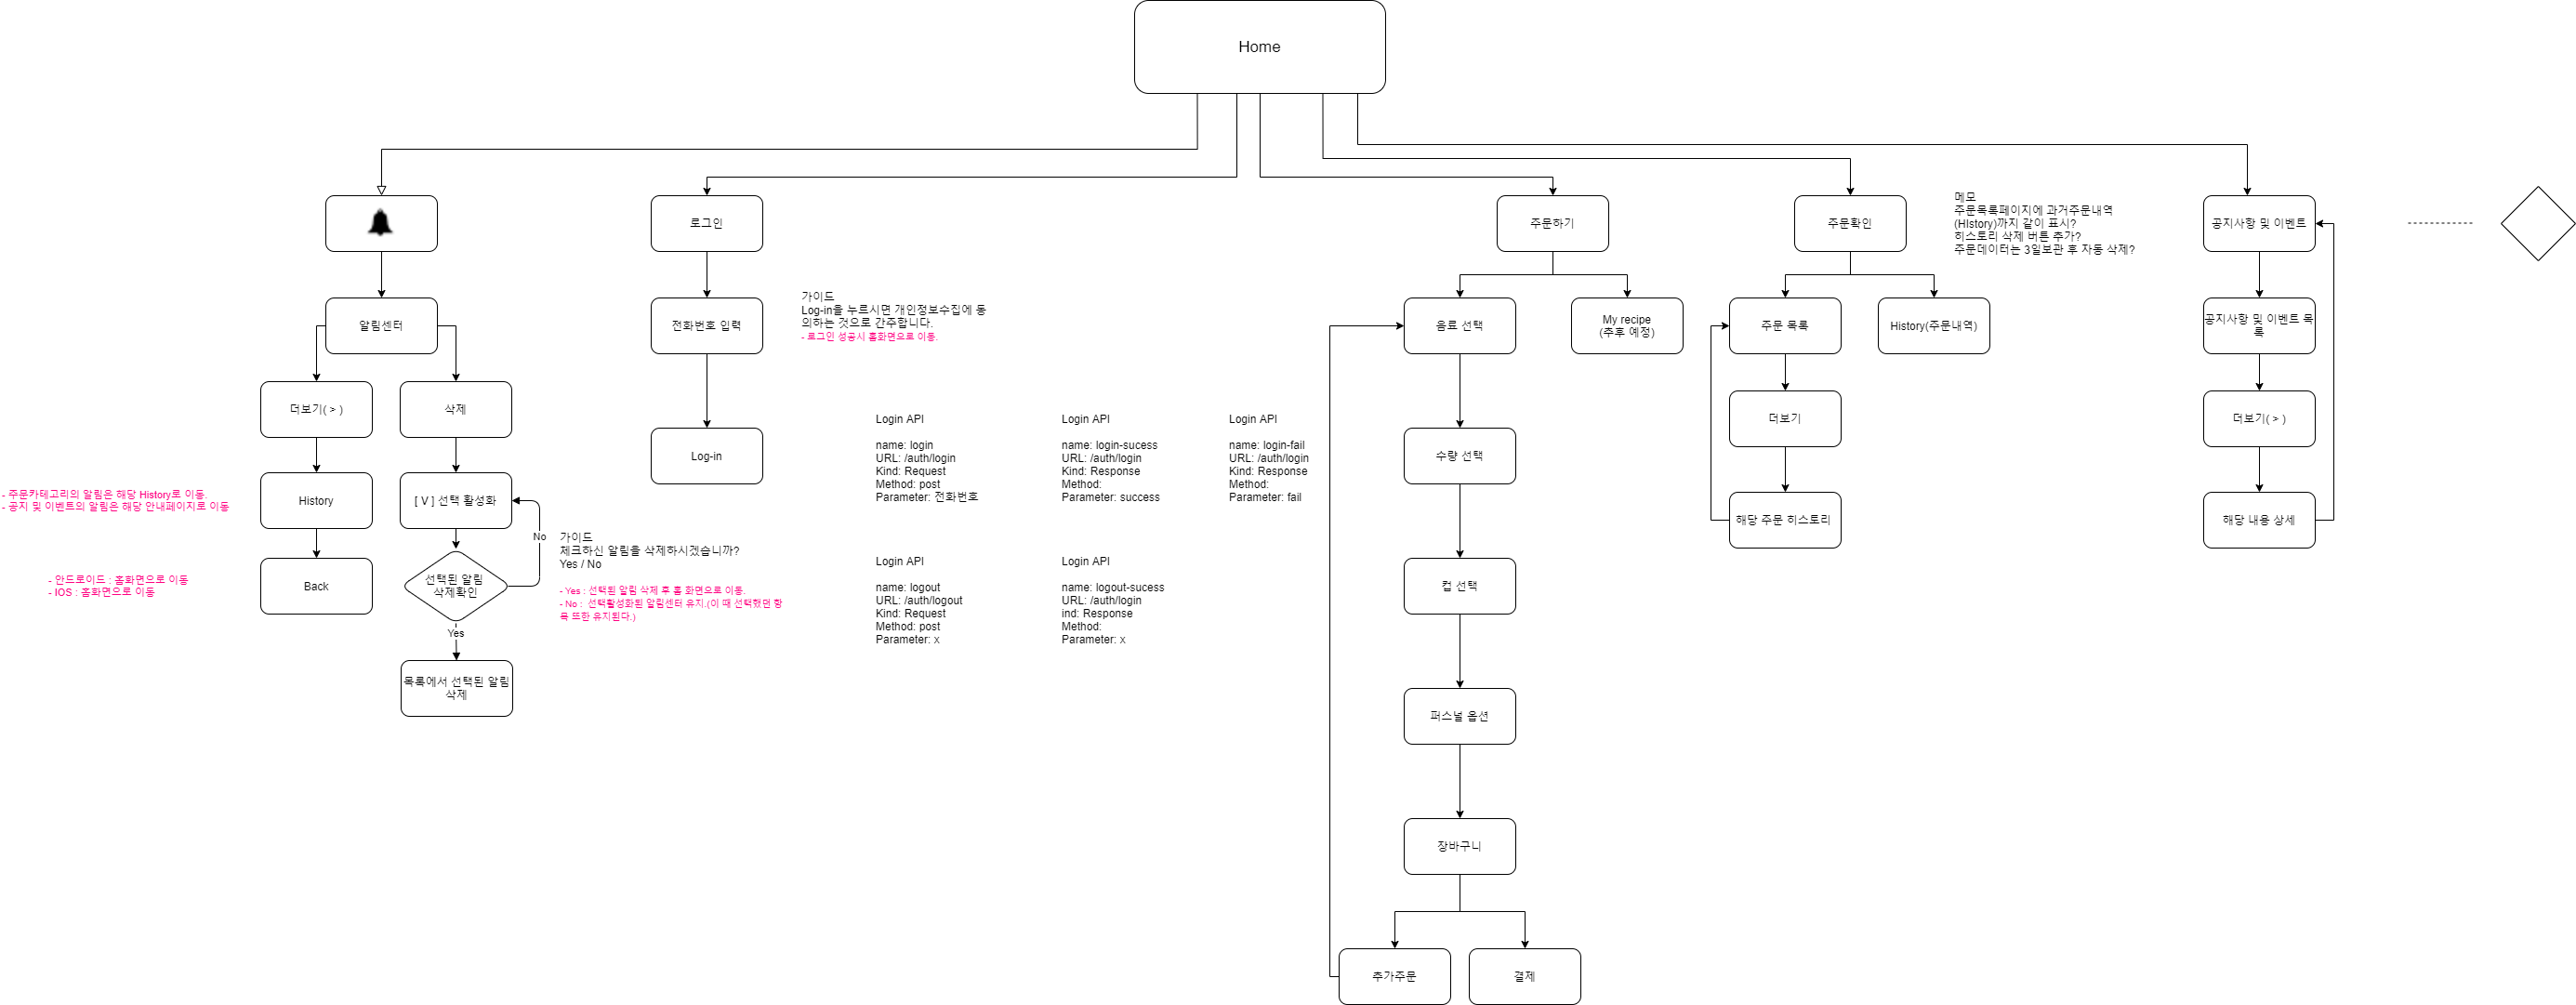 Home
로그인
주문하기
주문확인
메모
주문목록페이지에 과거주문내역
(HIstory)까지 같이 표시?
히스토리 삭제 버튼 추가?
주문데이터는 3일보관 후 자동 삭제?
공지사항 및 이벤트
알림센터
전화번호 입력
가이드
Log-in을 누르시면 개인정보수집에 동
의하는 것으로 간주합니다.
- 로그인 성공시 홈화면으로 이동.
음료 선택
My recipe
(추후 예정)
주문 목록
History(주문내역)
공지사항 및 이벤트 목
록
더보기( > )
삭제
Log-in
Login API
name: login
URL: /auth/login
Kind: Request
Method: post
Parameter: 전화번호
Login API
name: login-sucess
URL: /auth/login
Kind: Response
Method:
Parameter: success
Login API
name: login-fail
URL: /auth/login
Kind: Response
Method:
Parameter: fail
수량 선택
더보기
더보기( > )
- 주문카테고리의 알림은 해당 History로 이동.
- 공지 및 이벤트의 알림은 해당 안내페이지로 이동
History
[ V ] 선택 활성화
No
가이드
체크하신 알림을 삭제하시겠습니까?
Yes / No
- Yes : 선택된 알림 삭제 후 홈 화면으로 이동.
- No : 선택활성화된 알림센터 유지.(이 때 선택했던 항
목 또한 유지된다.)
해당 주문 히스토리
해당 내용 상세
- 안드로이드 : 홈화면으로 이동
- IOS : 홈화면으로 이동
Back
선택된 알림
삭제확인
Yes
목록에서 선택된 알림
삭제
Login API
name: logout
URL: /auth/logout
Kind: Request
Method: post
Parameter: x
Login API
name: logout-sucess
URL: /auth/login
ind: Response
Method:
Parameter: x
컵 선택
퍼스널 옵션
장바구니
추가주문
결제